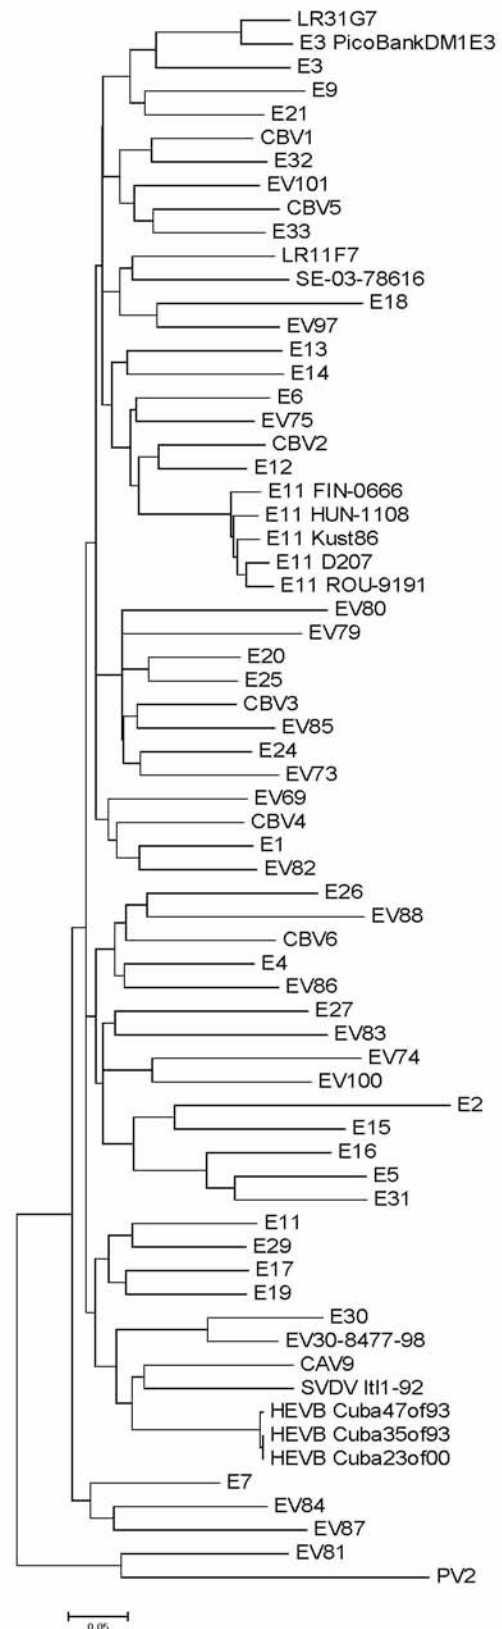 LR31G7
E3 PicoBankDM1E3
E3
E9
E21
CBV1
E32
EV101
CBV5
E33
LR11F7
SE-03-78616
E18
EV97
E13
E14
E6
EV75
CBV2
E12
E11 FIN-0666
E11 HUN-1108
E11 Kust86
E11 D207
E11 ROU-9191
EV80
EV79
E20
E25
CBV3
EV85
E24
EV73
EV69
CBV4
E1
EV82
E26
EV88
CBV6
E4
EV86
E27
EV83
EV74
EV100
E2
E15
E16
E5
E31
E11
E29
E17
E19
E30
EV30-8477-98
CAV9
SVDV Itl1-92
HEVB Cuba47of93
HEVB Cuba35of93
HEVB Cuba23of00
E7
EV84
EV87
EV81
PV2
0.05